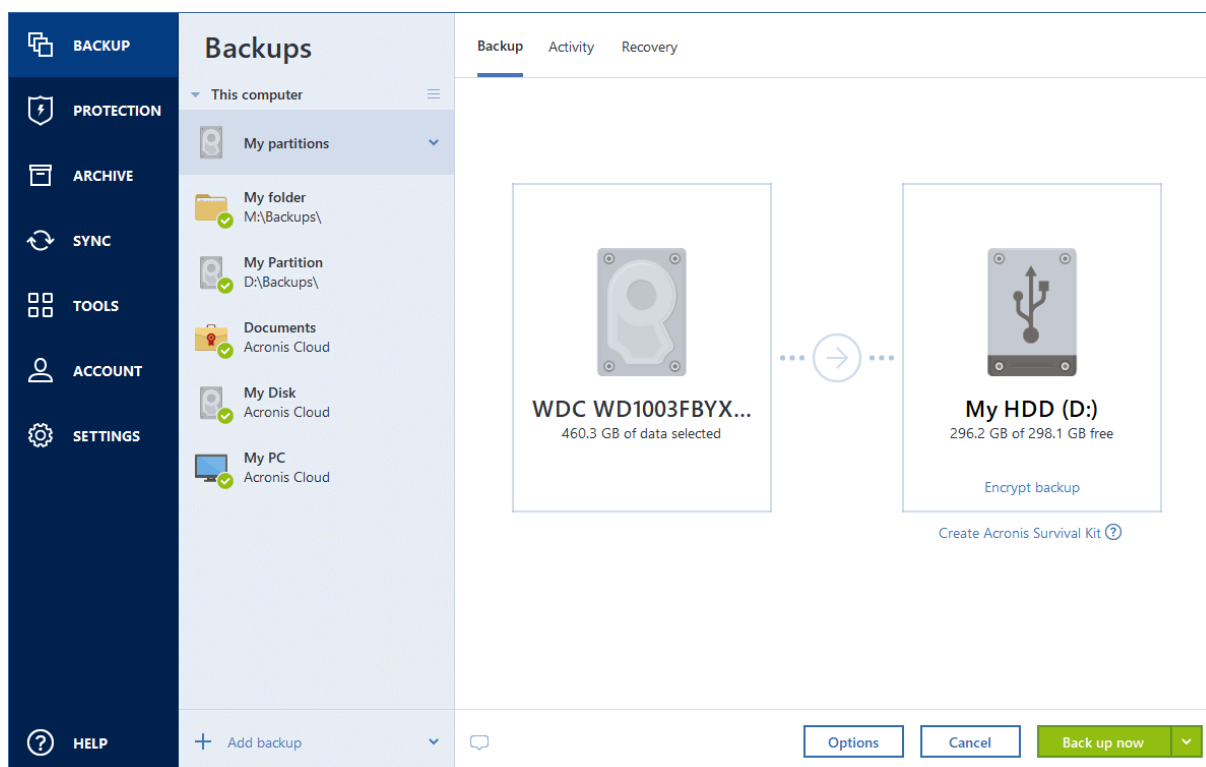 BACKUP
PROTECTION
ARCHIVE
SYNC
TOOLS
ACCOUNT
SETTINGS
HELP
Backups
This computer
My partitions
My folder
M:\Backups\
My Partition
D:\Backups\
Documents
Acronis Cloud
My Disk
Acronis Cloud
My PC
Acronis Cloud
+ Add backup
Backup Activity Recovery
WDC WD1003FBYX...
460.3 GB of data selected
My HDD (D:)
296.2 GB of 298.1 GB free
Encrypt backup
Create Acronis Survival Kit ?
Options Cancel Back up now